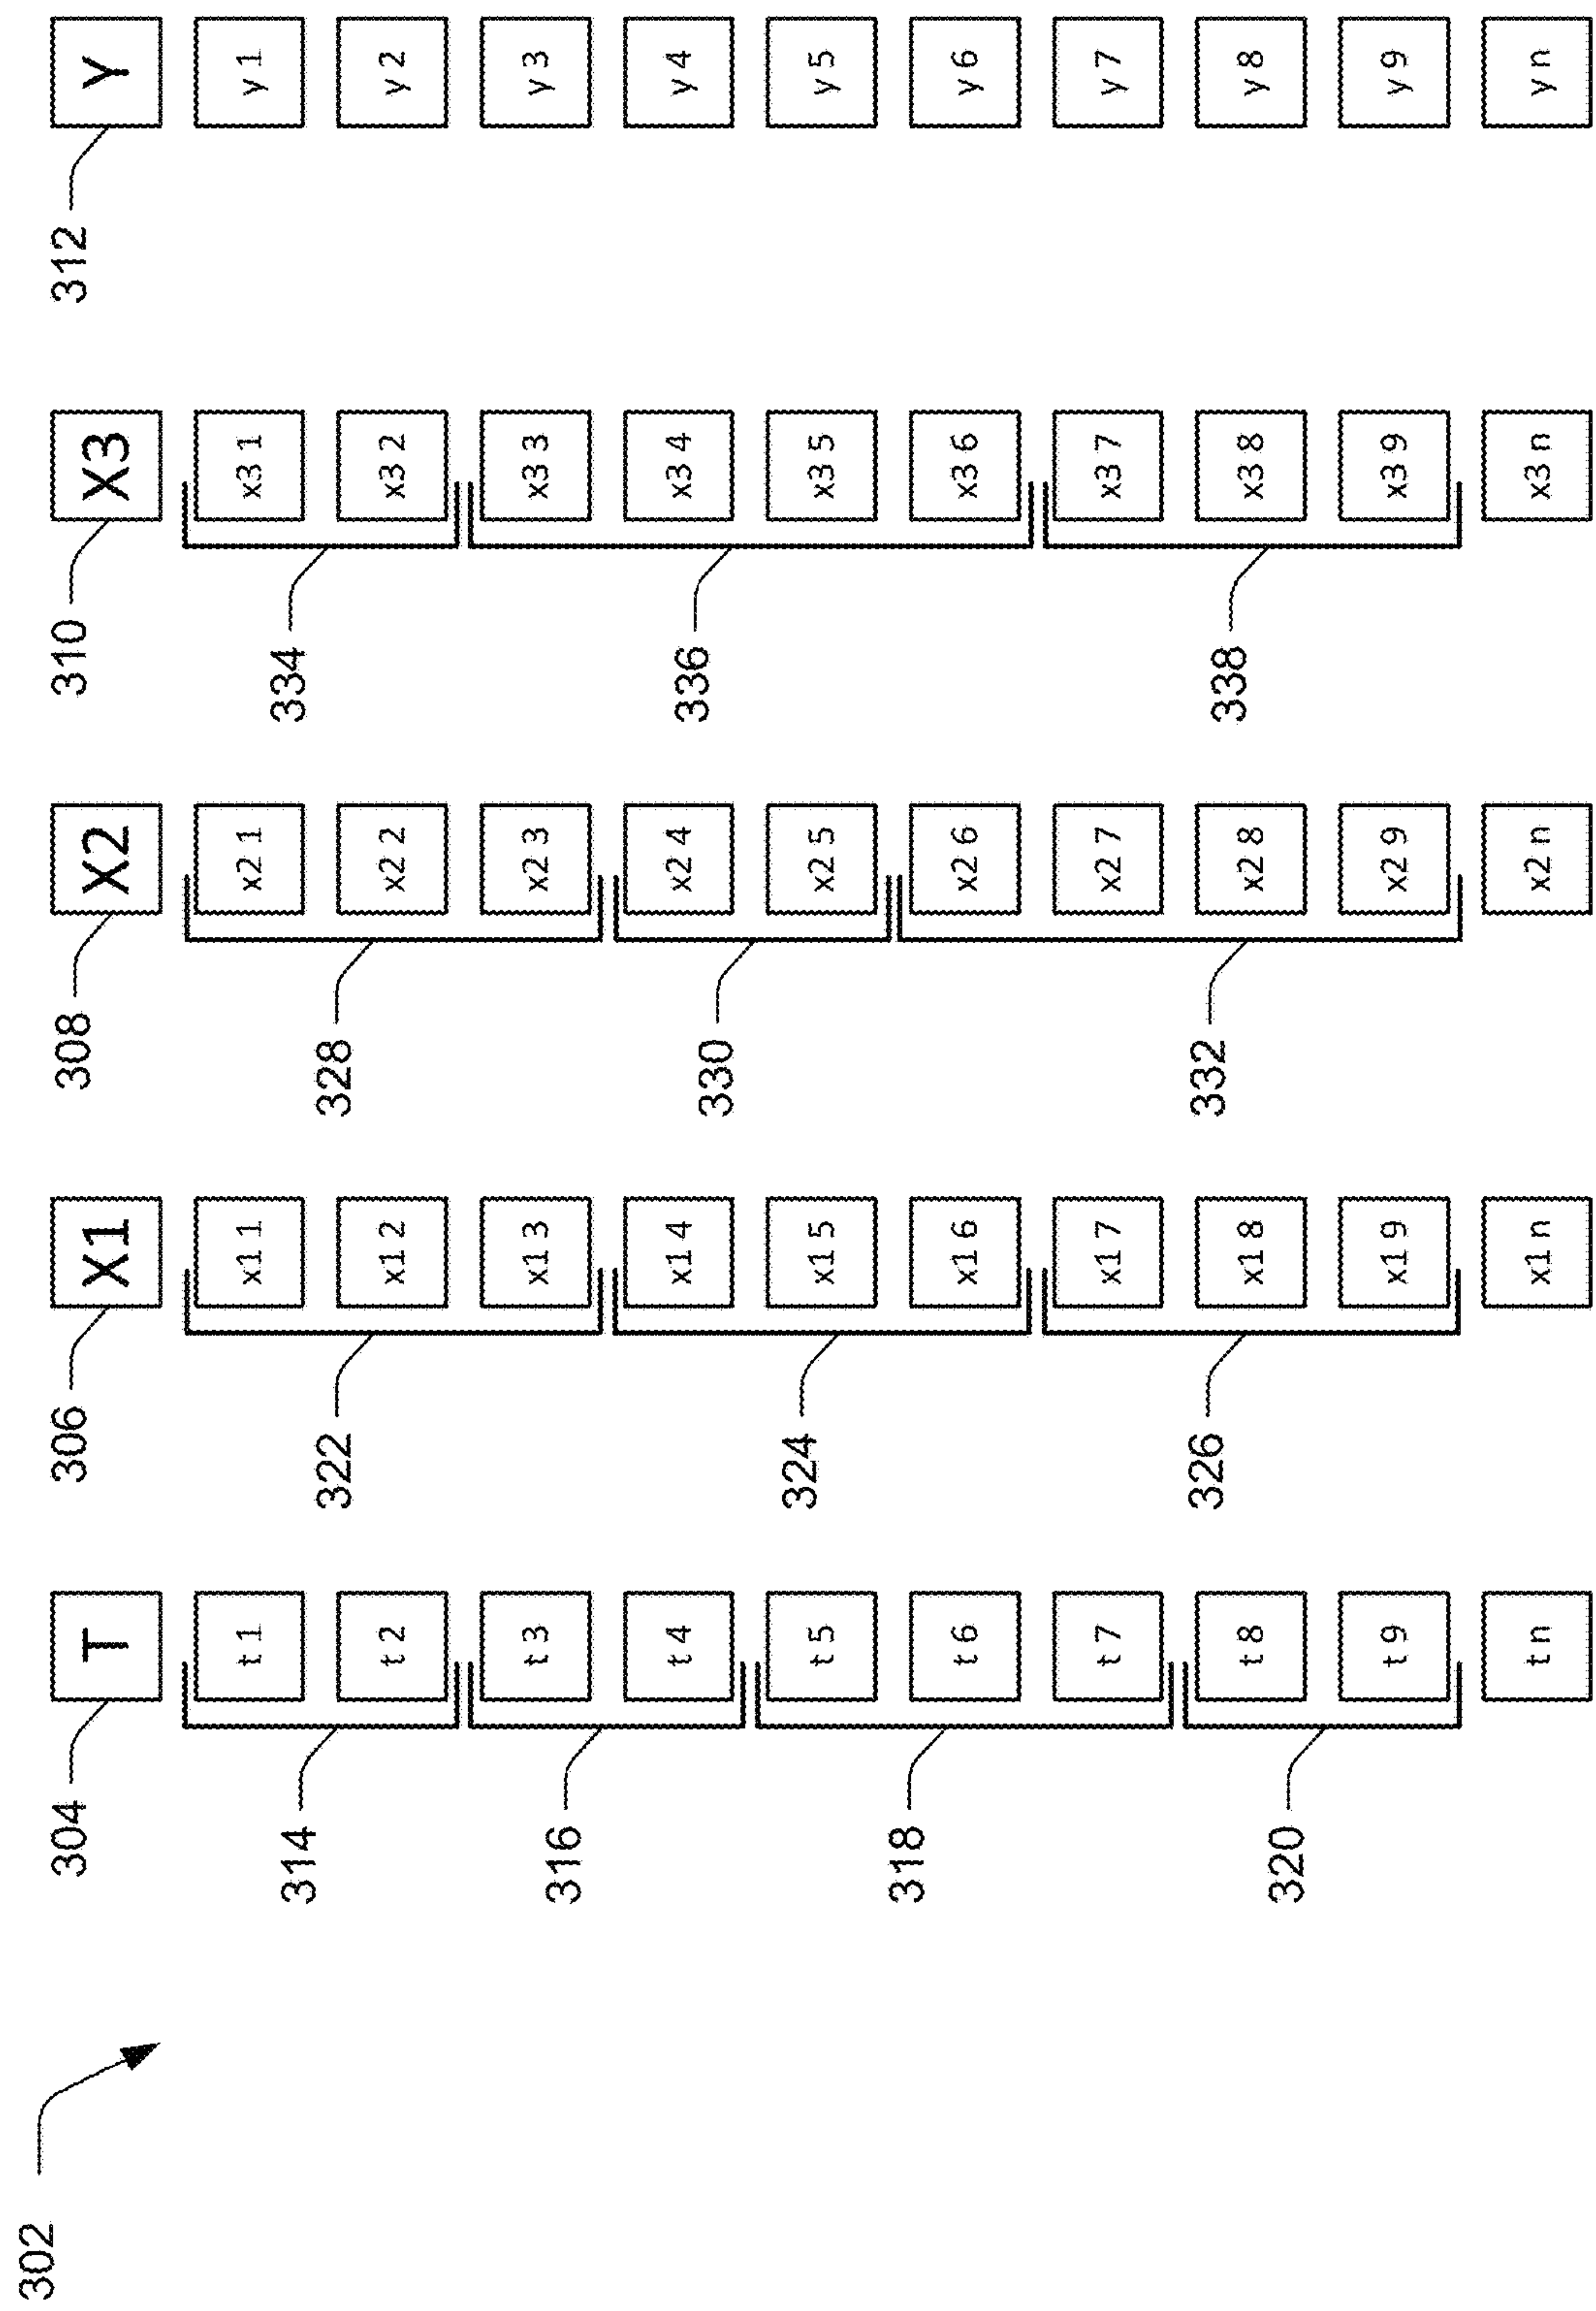 302
304 306 308 310 312
T X1 X2 X3 Y
t 1 x1 1 x2 1 x3 1 y 1
314 322 328 334
t 2 x1 2 x2 2 x3 2 y 2
t 3 x1 3 x2 3 x3 3 y 3
316
t 4 x1 4 x2 4 x3 4 y 4
330 336
324
t 5 x1 5 x2 5 x3 5 y 5
318
t 6 x1 6 x2 6 x3 6 y 6
t 7 x1 7 x2 7 x3 7 y 7
326 332 338
t 8 x1 8 x2 8 x3 8 y 8
320
t 9 x1 9 x2 9 x3 9 y 9
t n x1 n x2 n x3 n y n